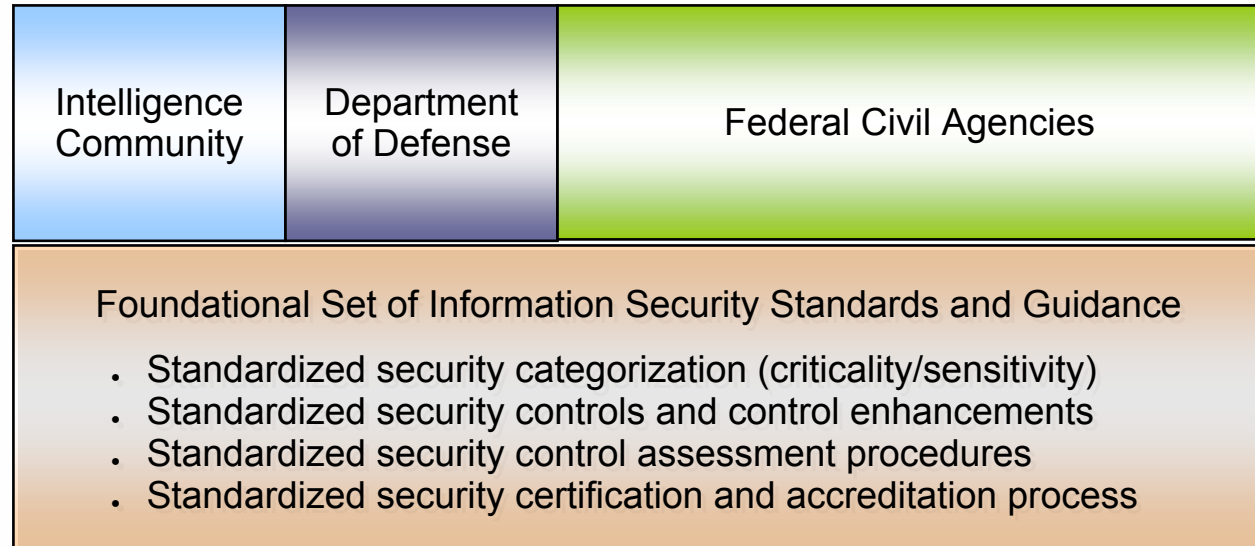 Intelligence
Community
Department
of Defense
Federal Civil Agencies
Foundational Set of Information Security Standards and Guidance
• Standardized security categorization (criticality/sensitivity)
• Standardized security controls and control enhancements
• Standardized security control assessment procedures
• Standardized security certification and accreditation process